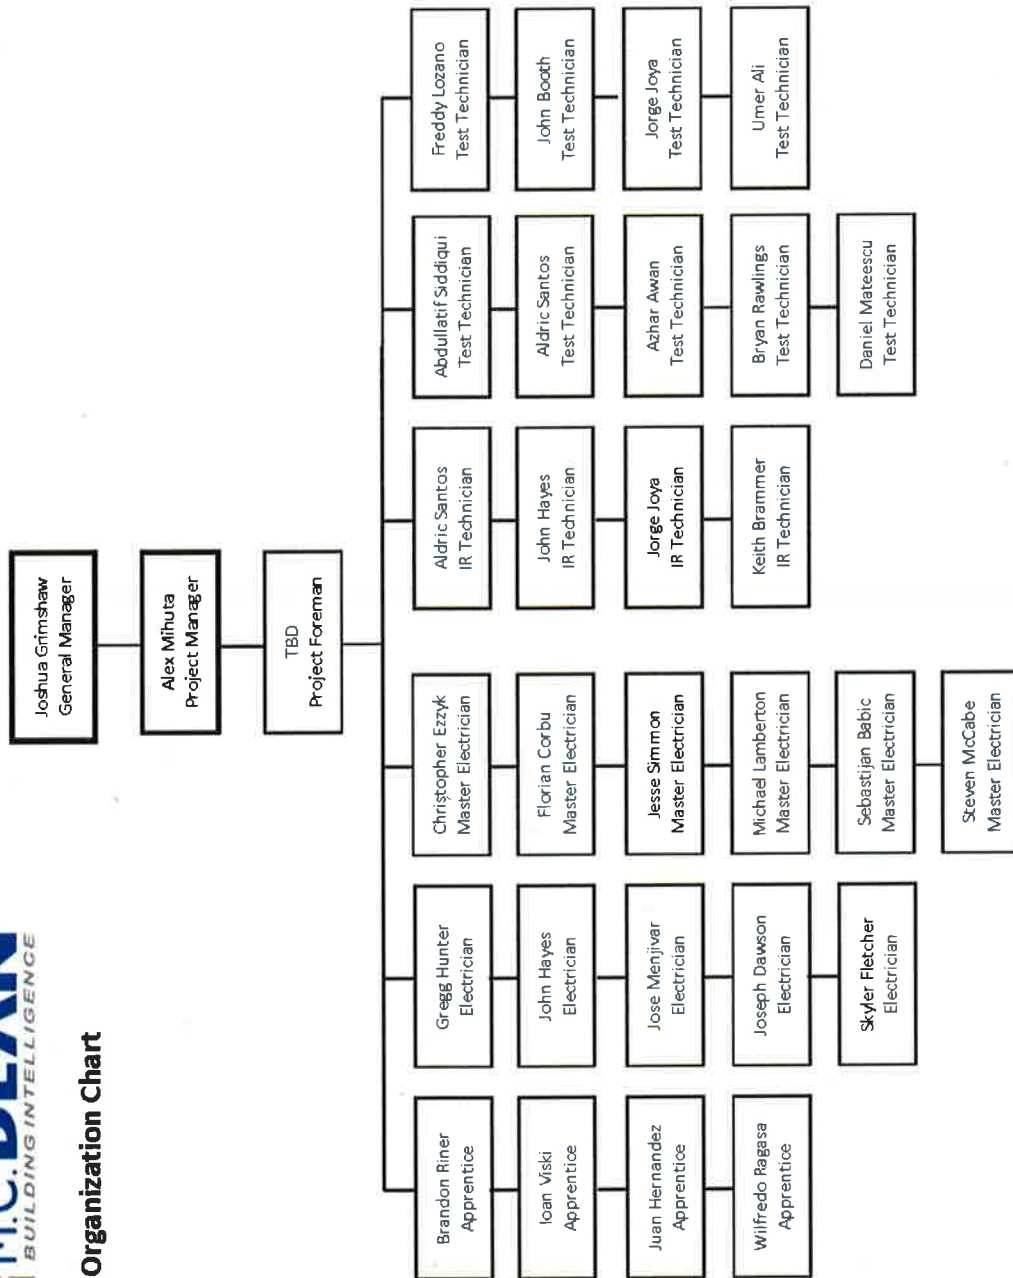 M.C. DEAN
BUILDING INTELLIGENCE
Organization Chart
Joshua Grimshaw
General Manager
Alex Mihuta
Project Manager
TBD
Project Foreman
Brandon Riner
Apprentice
Ioan Viski
Apprentice
Juan Hernandez
Apprentice
Wilfredo Ragasa
Apprentice
Gregg Hunter
Electrician
John Hayes
Electrician
Jose Menjivar
Electrician
Joseph Dawson
Electrician
Skyler Fletcher
Electrician
Christopher Ezzyk
Master Electrician
Florian Corbu
Master Electrician
Jesse Simmon
Master Electrician
Michael Lamberton
Master Electrician
Sebastijan Babic
Master Electrician
Steven McCabe
Master Electrician
Aldric Santos
IR Technician
John Hayes
IR Technician
Jorge Joya
IR Technician
Keith Brammer
IR Technician
Abdullatif Siddiqui
Test Technician
Aldric Santos
Test Technician
Azhar Awan
Test Technician
Bryan Rawlings
Test Technician
Daniel Mateescu
Test Technician
Freddy Lozano
Test Technician
John Booth
Test Technician
Jorge Joya
Test Technician
Umer Ali
Test Technician